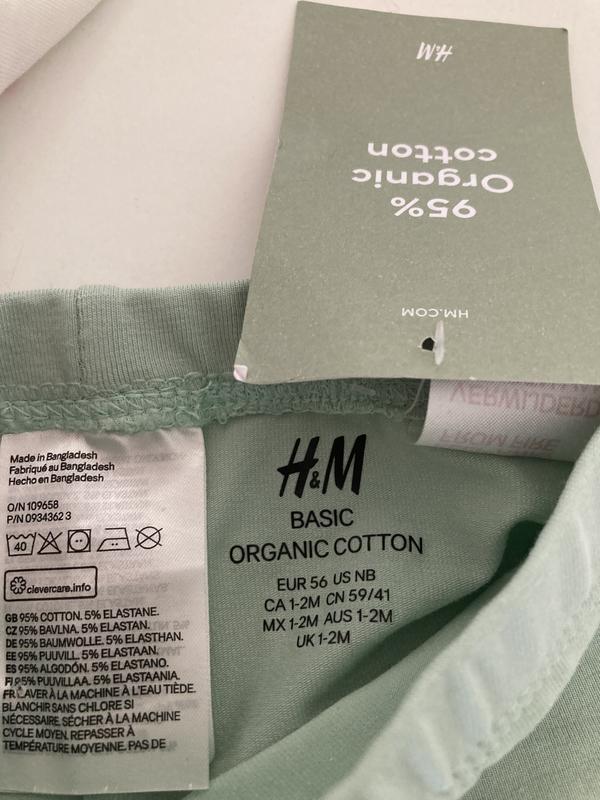 H&M
95%
Organic
cotton
HM.COM
VERWIJDERD
FROM FIRE
Made in Bangladesh
Fabriqué au Bangladesh
Hecho en Bangladesh
O/N 109658
P/N 0934362 3
40
clevercare.info
GB 95% COTTON. 5% ELASTANE.
CZ 95% BAVLNA. 5% ELASTAN.
DE 95% BAUMWOLLE. 5% ELASTHAN.
EE 95% PUUVILL. 5% ELASTAAN.
ES 95% ALGODÓN. 5% ELASTANO.
FI 95% PUUVILLAA. 5% ELASTAANIA.
FR LAVER À LA MACHINE À L'EAU TIÈDE.
BLANCHIR SANS CHLORE SI
NÉCESSAIRE. SÉCHER À LA MACHINE
CYCLE MOYEN. REPASSER À
TEMPÉRATURE MOYENNE. PAS DE
H&M
BASIC
ORGANIC COTTON
EUR 56 US NB
CA 1-2M CN 59/41
MX 1-2M AUS 1-2M
UK 1-2M